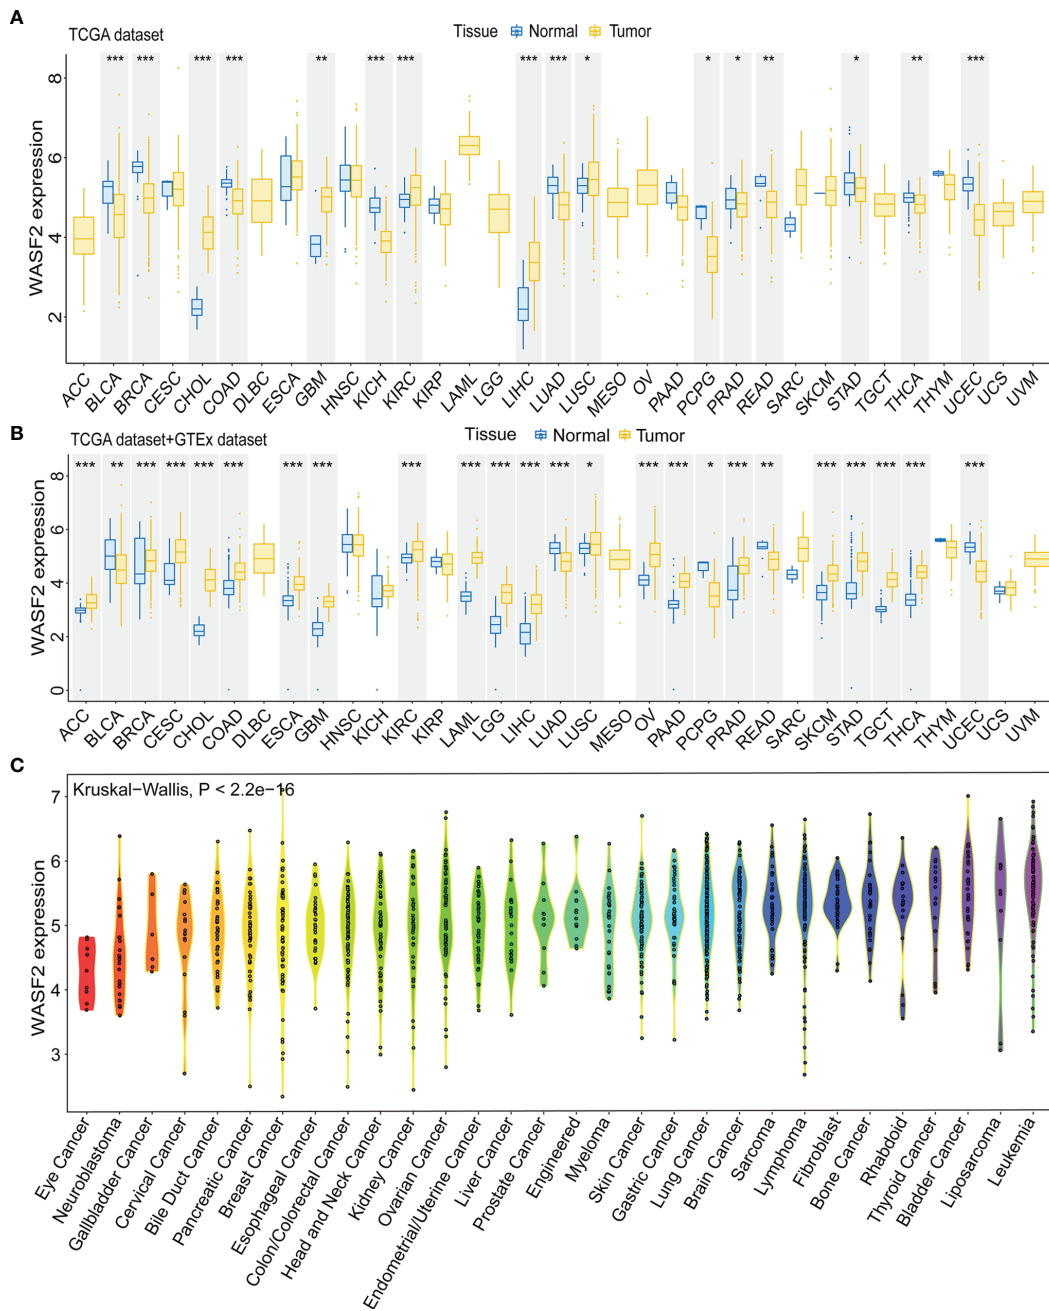 A
TCGA dataset
Tissue Normal Tumor
*** *** *** *** ** *** *** *** *** * * * ** * ** ***
WASF2 expression
8
6
4
2
ACC BLCA BRCA CESC CHOL COAD DLBC ESCA GBM HNSC KICH KIRC KIRP LAML LGG LIHC LUAD LUSC MESO OV PAAD PCPG PRAD READ SARC SKCM STAD TGCT THCA THYM UCEC UCS UVM
B
TCGA dataset+GTEx dataset
Tissue Normal Tumor
*** ** *** *** *** *** *** *** *** *** *** *** *** * *** *** * *** ** *** *** *** *** ***
WASF2 expression
8
6
4
2
0
ACC BLCA BRCA CESC CHOL COAD DLBC ESCA GBM HNSC KICH KIRC KIRP LAML LGG LIHC LUAD LUSC MESO OV PAAD PCPG PRAD READ SARC SKCM STAD TGCT THCA THYM UCEC UCS UVM
C
Kruskal−Wallis, P < 2.2e−16
WASF2 expression
7
6
5
4
3
Eye Cancer
Neurobastoma
Gallbladder Cancer
Cervical Cancer
Bile Duct Cancer
Pancreatic Cancer
Breast Cancer
Esophageal Cancer
Colon/Colorectal Cancer
Head and Neck Cancer
Kidney Cancer
Ovarian Cancer
Endometrial/Uterine Cancer
Liver Cancer
Prostate Cancer
Engineered
Myeloma
Skin Cancer
Gastric Cancer
Lung Cancer
Brain Cancer
Sarcoma
Lymphoma
Fibroblast
Bone Cancer
Rhabdoid
Thyroid Cancer
Bladder Cancer
Liposarcoma
Leukemia